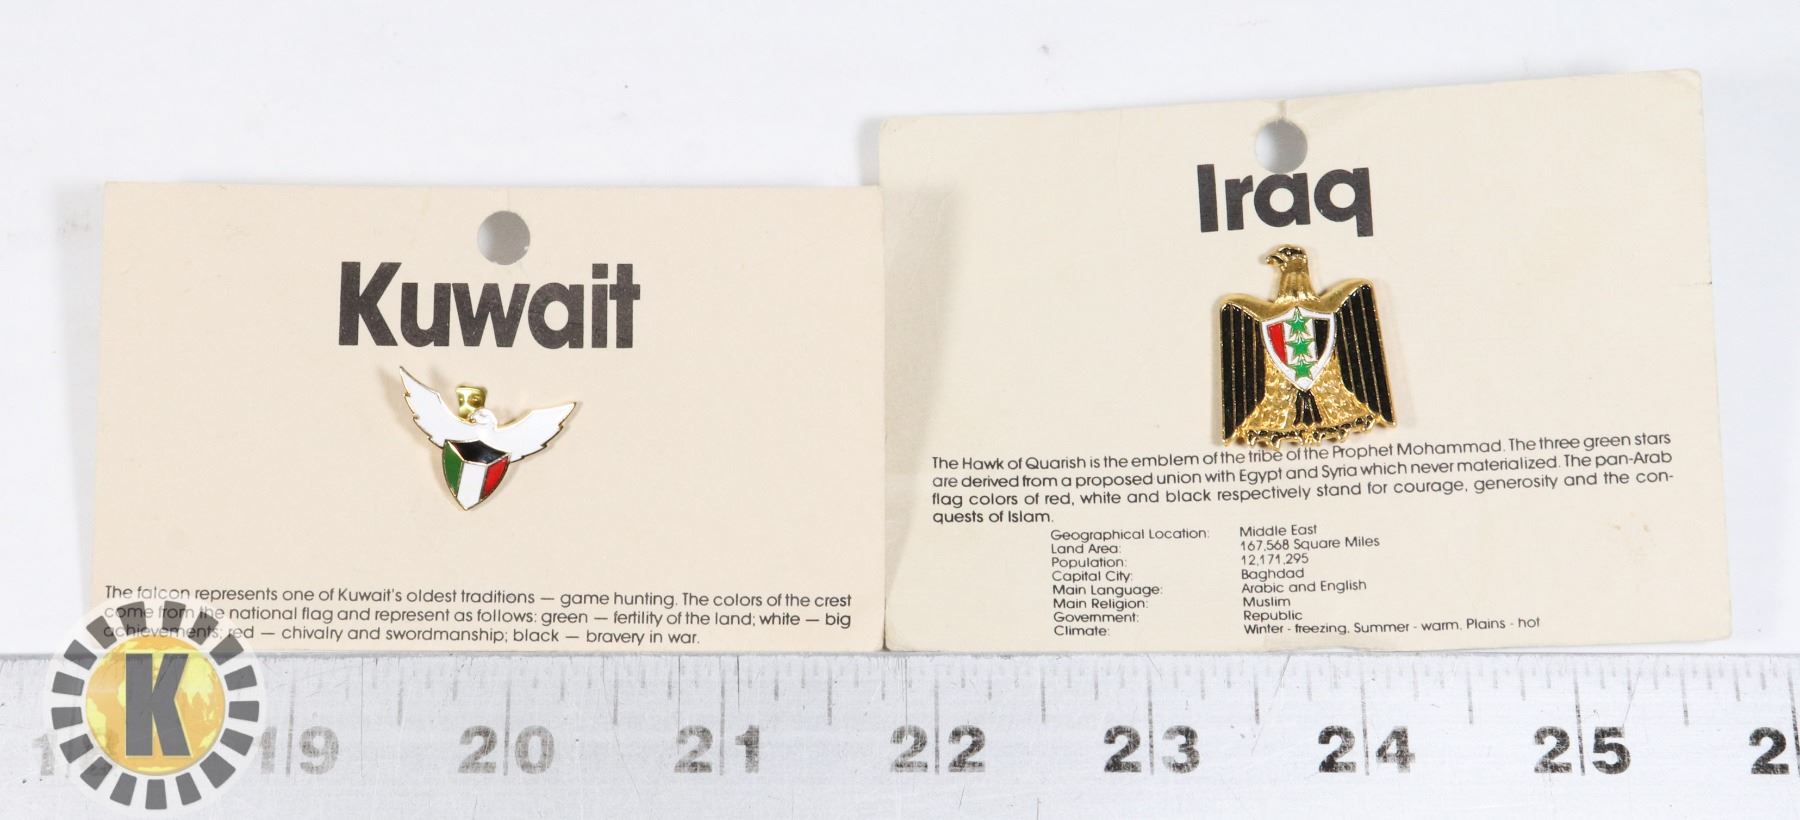 Kuwait
The falcon represents one of Kuwait's oldest traditions — game hunting. The colors of the crest
come from the national flag and represent as follows: green — fertility of the land; white — big
achievements; red — chivalry and swordmanship; black — bravery in war.
Iraq
The Hawk of Quarish is the emblem of the tribe of the Prophet Mohammad. The three green stars
are derived from a proposed union with Egypt and Syria which never materialized. The pan-Arab
flag colors of red, white and black respectively stand for courage, generosity and the con-
quests of Islam.
Geographical Location: Middle East
Land Area: 167,568 Square Miles
Population: 12,171,295
Capital City: Baghdad
Main Language: Arabic and English
Main Religion: Muslim
Government: Republic
Climate: Winter - freezing, Summer - warm, Plains - hot
K
19 20 21 22 23 24 25 2